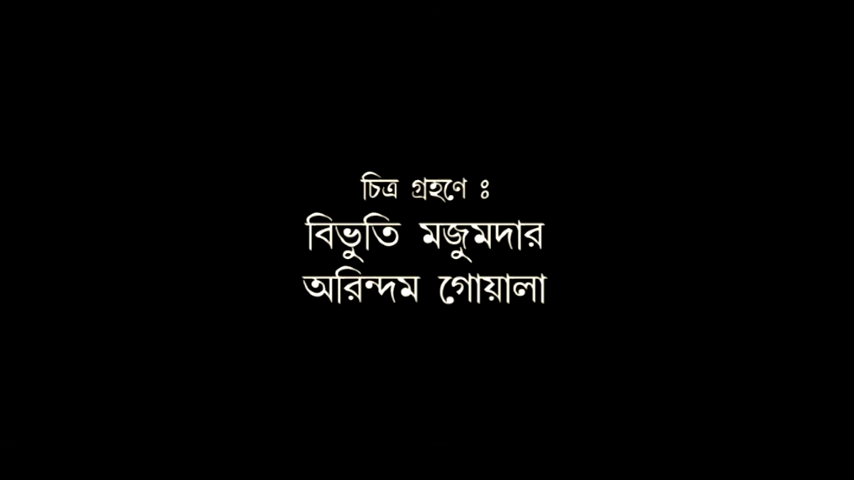 চিত্র গ্রহণে ঃ
বিভুতি মজুমদার
অরিন্দম গোয়ালা